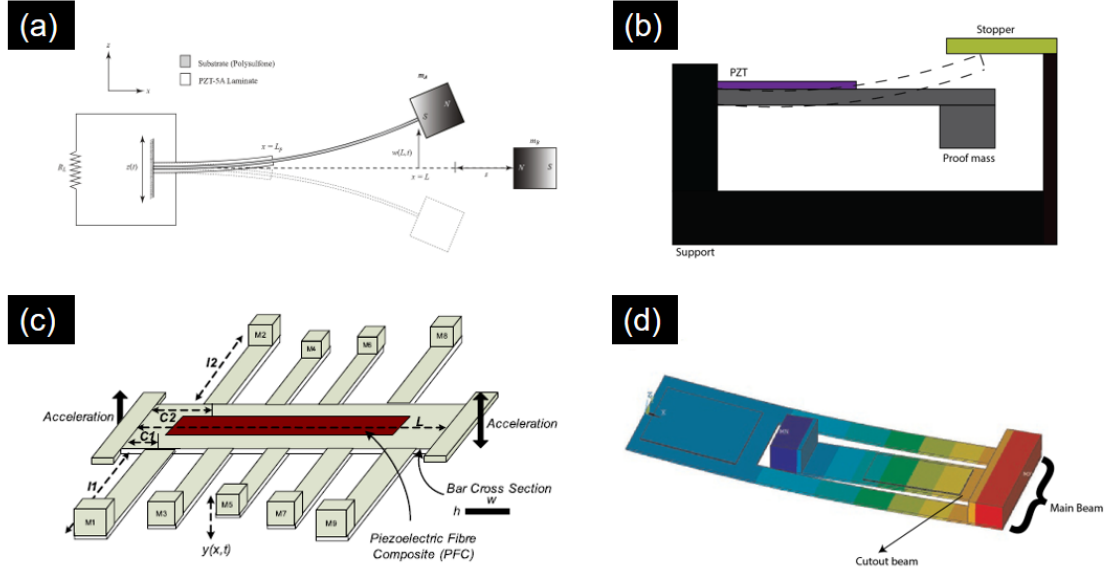 (a)
z
x
Substrate (Polysulfone)
PZT-5A Laminate
R_L
z(t)
x = L_p
w(L,t)
x = L
s
N
S
N
S
(b)
PZT
Stopper
Proof mass
Support
(c)
M2
M4
M6
M8
l2
Acceleration
C2
C1
L
Acceleration
l1
M1
M3
M5
M7
M9
y(x,t)
Bar Cross Section
w
h
Piezoelectric Fibre
Composite (PFC)
(d)
Main Beam
Cutout beam